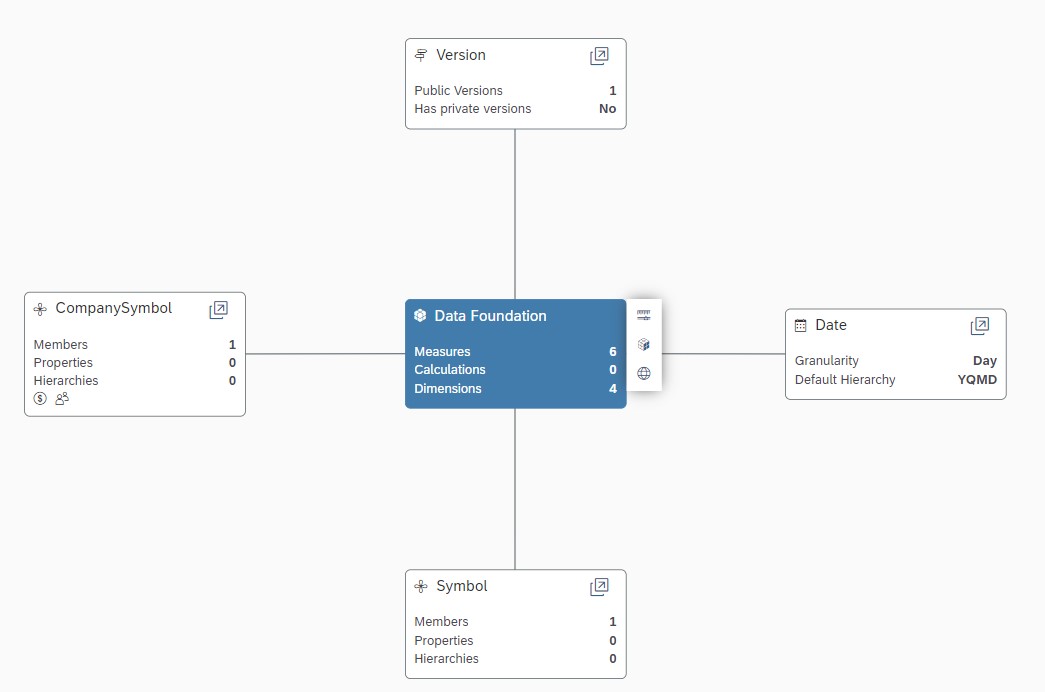 Version
Public Versions 1
Has private versions No
CompanySymbol
Members 1
Properties 0
Hierarchies 0
Data Foundation
Measures 6
Calculations 0
Dimensions 4
Date
Granularity Day
Default Hierarchy YQMD
Symbol
Members 1
Properties 0
Hierarchies 0